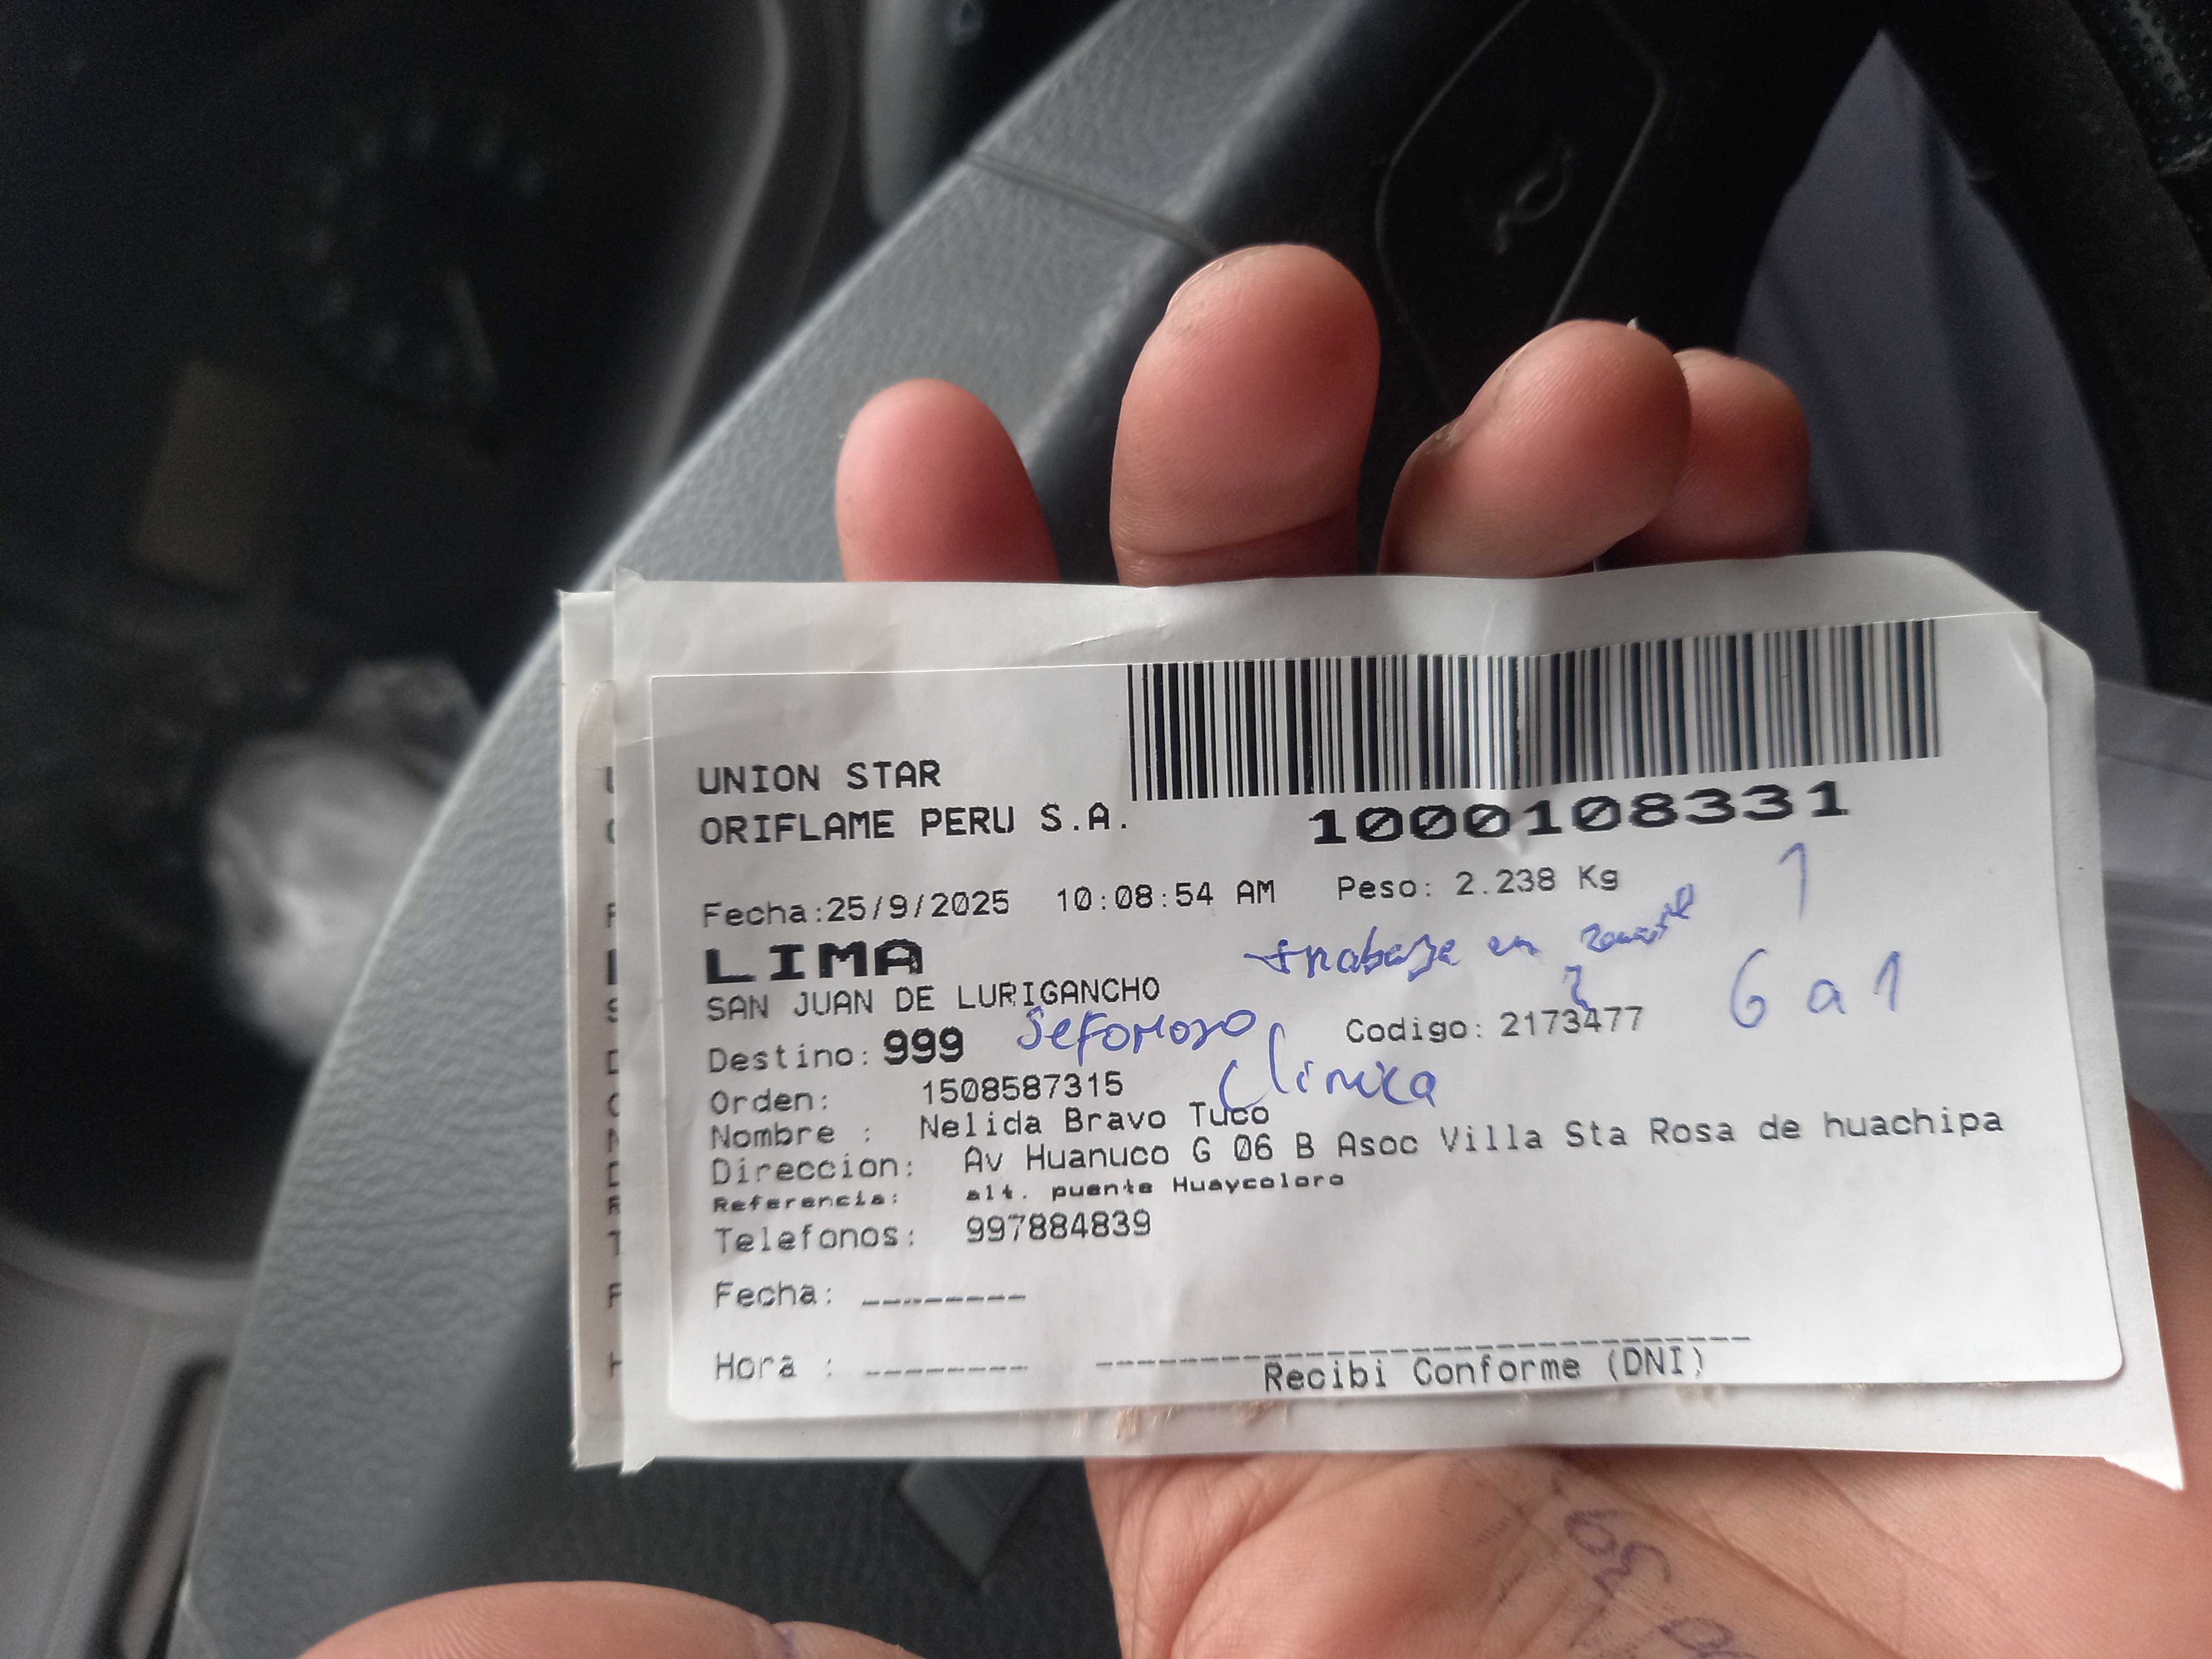 UNION STAR
ORIFLAME PERU S.A.
1000108331
Fecha:25/9/2025 10:08:54 AM Peso: 2.238 Kg
1
LIMA
trabaja en
SAN JUAN DE LURIGANCHO
6 a 1
Destino: 999 Codigo: 2173477
Clinica
Orden: 1508587315
Nombre : Nelida Bravo Tuco
Direccion: Av Huanuco G 06 B Asoc Villa Sta Rosa de huachipa
Referencia: alt. puente Huaycoloro
Telefonos: 997884839
Fecha: --------
Hora : --------
Recibi Conforme (DNI)